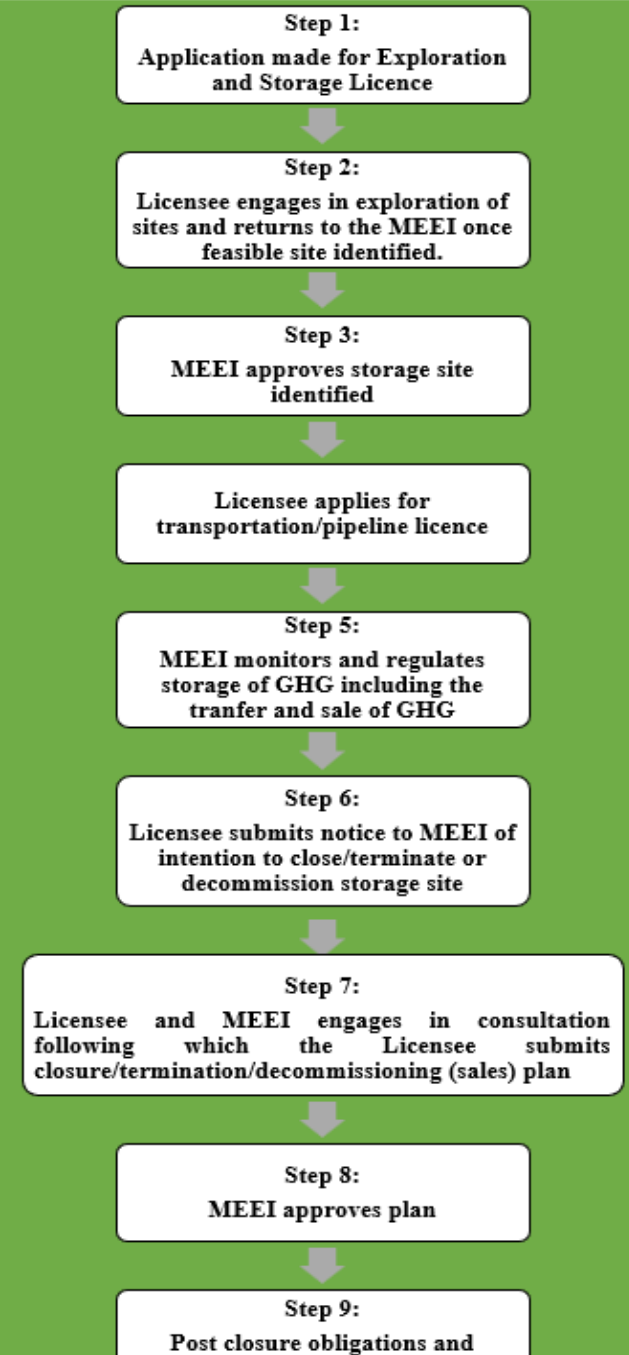 Step 1:
Application made for Exploration
and Storage Licence
Step 2:
Licensee engages in exploration of
sites and returns to the MEEI once
feasible site identified.
Step 3:
MEEI approves storage site
identified
Licensee applies for
transportation/pipeline licence
Step 5:
MEEI monitors and regulates
storage of GHG including the
tranfer and sale of GHG
Step 6:
Licensee submits notice to MEEI of
intention to close/terminate or
decommission storage site
Step 7:
Licensee and MEEI engages in consultation
following which the Licensee submits
closure/termination/decommissioning (sales) plan
Step 8:
MEEI approves plan
Step 9:
Post closure obligations and